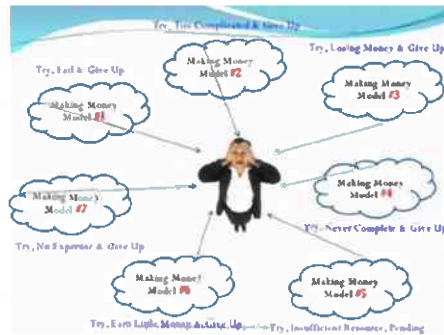 Try, Too Complicated & Give Up
Making Money
Model #2
Try, Losing Money & Give Up
Making Money
Model #3
Try, Fail & Give Up
Making Money
Model #1
Making Money
Model #4
Try, Never Complete & Give Up
Making Money
Model #7
Try, No Expertise & Give Up
Making Money
Model #6
Try, Earn Little Money & Give Up
Making Money
Model #5
Try, Insufficient Resource, Pending